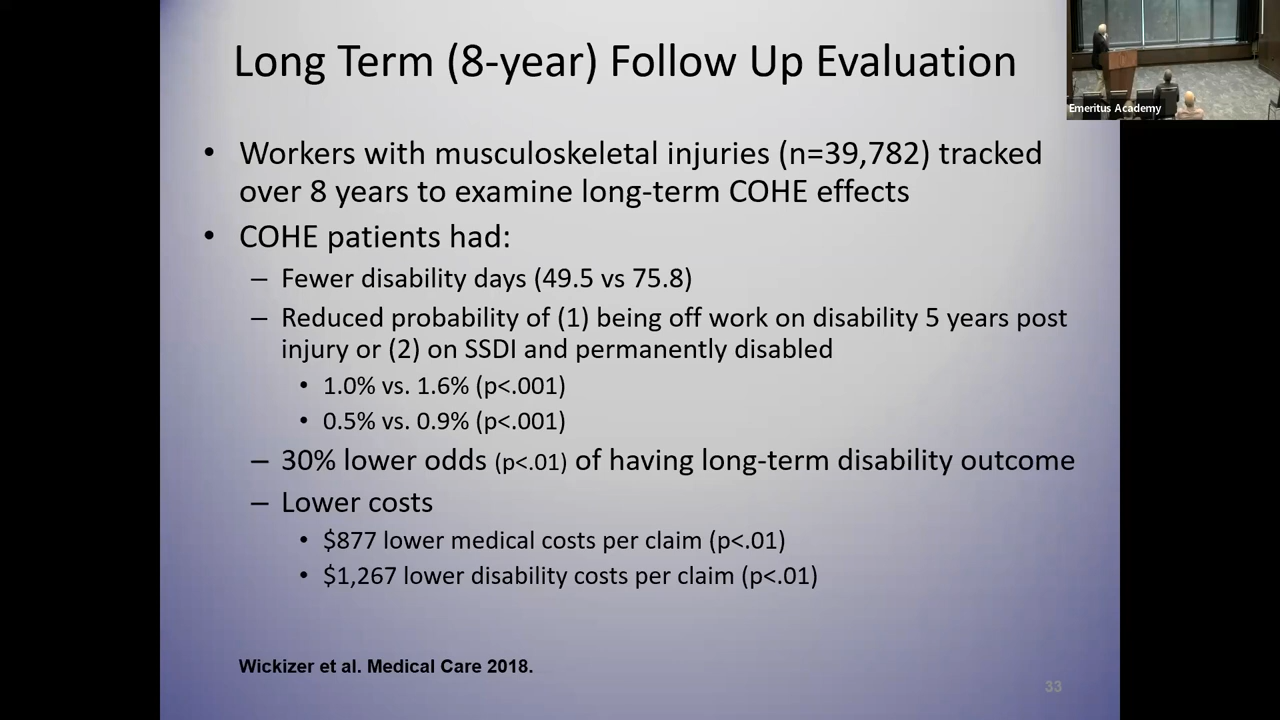 Long Term (8-year) Follow Up Evaluation
Emeritus Academy
• Workers with musculoskeletal injuries (n=39,782) tracked
over 8 years to examine long-term COHE effects
• COHE patients had:
– Fewer disability days (49.5 vs 75.8)
– Reduced probability of (1) being off work on disability 5 years post
injury or (2) on SSDI and permanently disabled
• 1.0% vs. 1.6% (p<.001)
• 0.5% vs. 0.9% (p<.001)
– 30% lower odds (p<.01) of having long-term disability outcome
– Lower costs
• $877 lower medical costs per claim (p<.01)
• $1,267 lower disability costs per claim (p<.01)
Wickizer et al. Medical Care 2018.
33